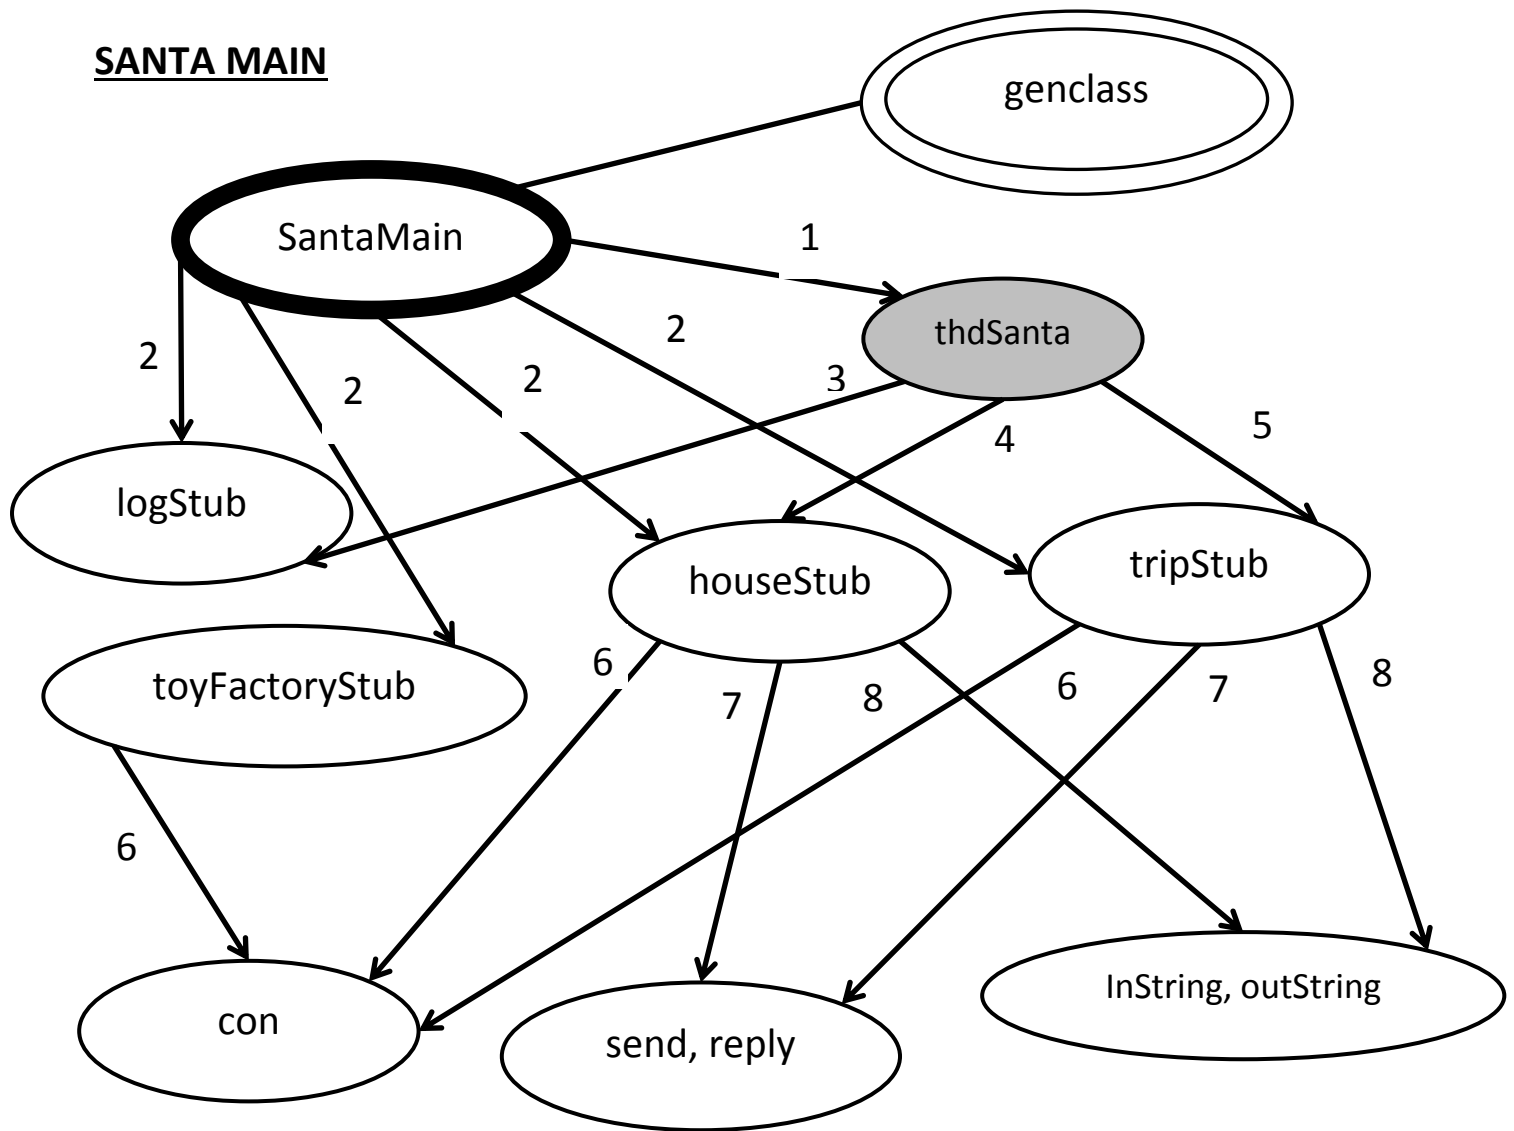 SANTA MAIN
genclass
SantaMain
1
thdSanta
2
2
2
2
3
4
5
logStub
houseStub
tripStub
toyFactoryStub
6
7
8
6
7
8
6
con
send, reply
InString, outString